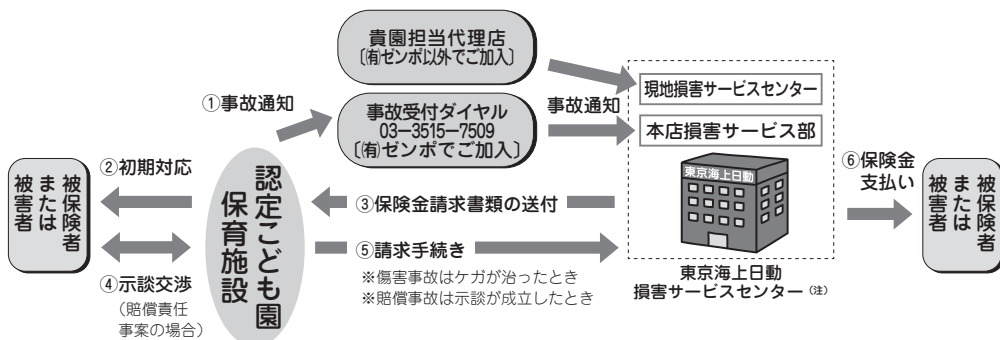 貴園担当代理店
〔(有)ゼンポ以外でご加入〕
①事故通知
事故受付ダイヤル
03−3515−7509
〔(有)ゼンポでご加入〕
事故通知
現地損害サービスセンター
本店損害サービス部
②初期対応
被保険者
または
被害者
④示談交渉
(賠償責任
事案の場合)
認定こども園
保育施設
③保険金請求書類の送付
⑤請求手続き
※傷害事故はケガが治ったとき
※賠償事故は示談が成立したとき
東京海上日動
東京海上日動
損害サービスセンター(注)
⑥保険金
支払い
被保険者
または
被害者